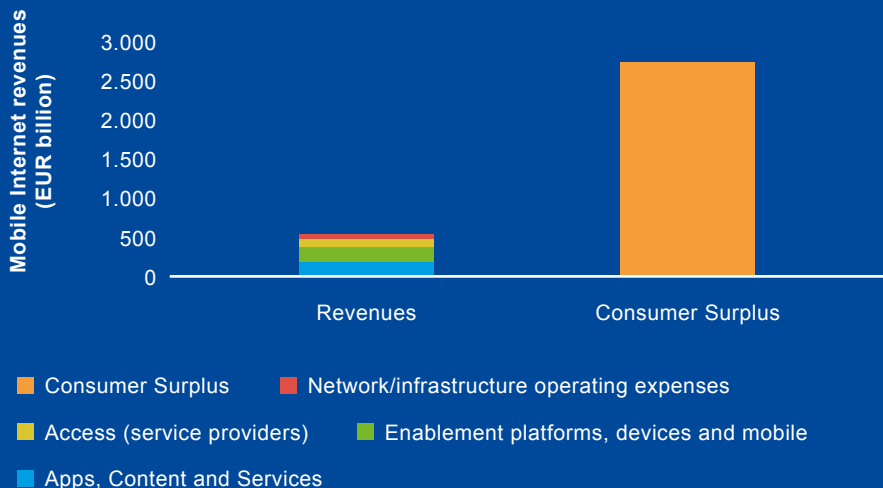 Mobile Internet revenues
(EUR billion)
3.000
2.500
2.000
1.500
1.000
500
0
Revenues
Consumer Surplus
Consumer Surplus
Network/infrastructure operating expenses
Access (service providers)
Enablement platforms, devices and mobile
Apps, Content and Services